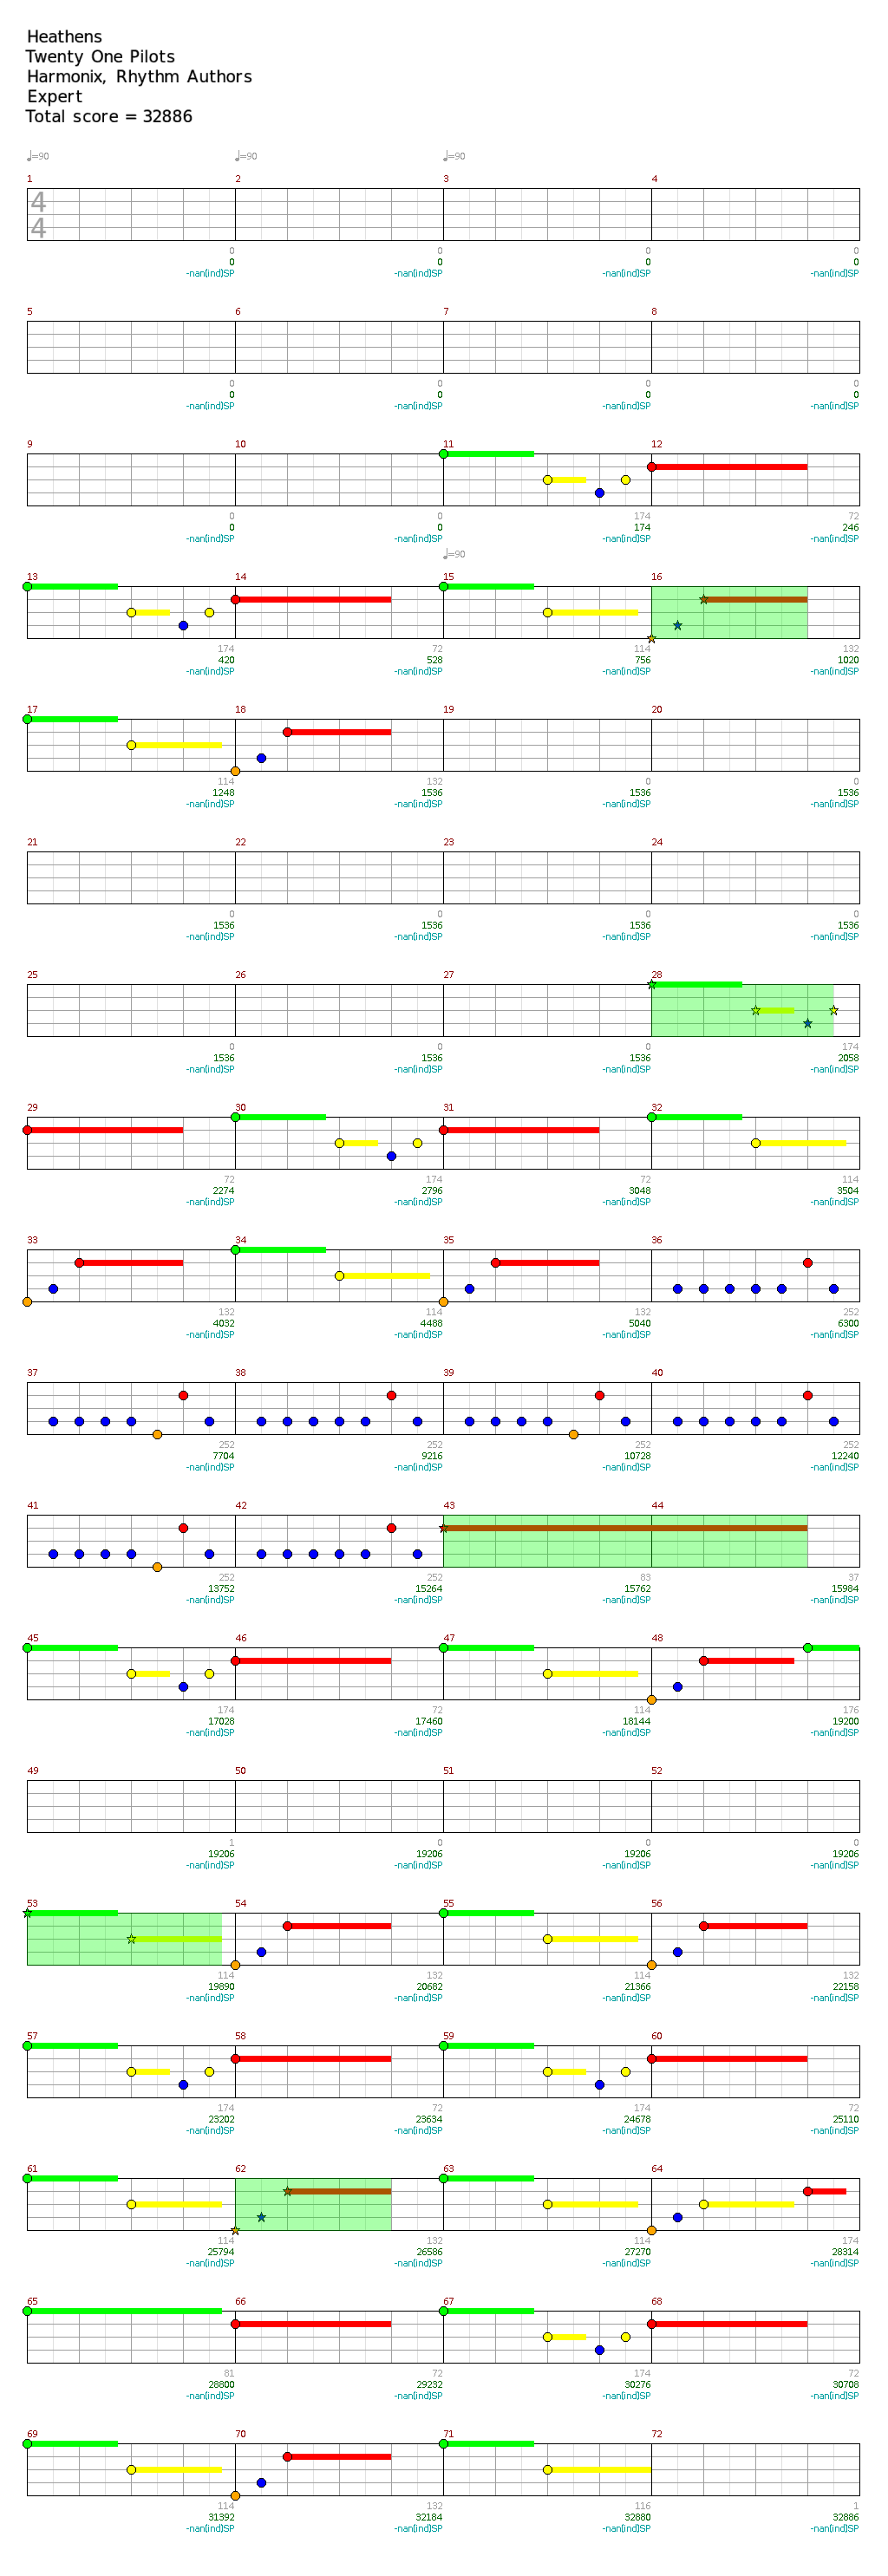 Heathens
Twenty One Pilots
Harmonix, Rhythm Authors
Expert
Total score = 32886
♩=90 ♩=90 ♩=90
1 2 3 4
4
4
0 0 0 0
0 0 0 0
-nan(ind)SP -nan(ind)SP -nan(ind)SP -nan(ind)SP
5 6 7 8
0 0 0 0
0 0 0 0
-nan(ind)SP -nan(ind)SP -nan(ind)SP -nan(ind)SP
9 10 11 12
0 0 174 72
0 0 174 246
-nan(ind)SP -nan(ind)SP -nan(ind)SP -nan(ind)SP
♩=90
13 14 15 16
174 72 114 132
420 528 756 1020
-nan(ind)SP -nan(ind)SP -nan(ind)SP -nan(ind)SP
17 18 19 20
114 132 0 0
1248 1536 1536 1536
-nan(ind)SP -nan(ind)SP -nan(ind)SP -nan(ind)SP
21 22 23 24
0 0 0 0
1536 1536 1536 1536
-nan(ind)SP -nan(ind)SP -nan(ind)SP -nan(ind)SP
25 26 27 28
0 0 0 174
1536 1536 1536 2058
-nan(ind)SP -nan(ind)SP -nan(ind)SP -nan(ind)SP
29 30 31 32
72 174 72 114
2274 2796 3048 3504
-nan(ind)SP -nan(ind)SP -nan(ind)SP -nan(ind)SP
33 34 35 36
132 114 132 252
4032 4488 5040 6300
-nan(ind)SP -nan(ind)SP -nan(ind)SP -nan(ind)SP
37 38 39 40
252 252 252 252
7704 9216 10728 12240
-nan(ind)SP -nan(ind)SP -nan(ind)SP -nan(ind)SP
41 42 43 44
252 252 83 37
13752 15264 15762 15984
-nan(ind)SP -nan(ind)SP -nan(ind)SP -nan(ind)SP
45 46 47 48
174 72 114 176
17028 17460 18144 19200
-nan(ind)SP -nan(ind)SP -nan(ind)SP -nan(ind)SP
49 50 51 52
1 0 0 0
19206 19206 19206 19206
-nan(ind)SP -nan(ind)SP -nan(ind)SP -nan(ind)SP
53 54 55 56
114 132 114 132
19890 20682 21366 22158
-nan(ind)SP -nan(ind)SP -nan(ind)SP -nan(ind)SP
57 58 59 60
174 72 174 72
23202 23634 24678 25110
-nan(ind)SP -nan(ind)SP -nan(ind)SP -nan(ind)SP
61 62 63 64
114 132 114 174
25794 26586 27270 28314
-nan(ind)SP -nan(ind)SP -nan(ind)SP -nan(ind)SP
65 66 67 68
81 72 174 72
28800 29232 30276 30708
-nan(ind)SP -nan(ind)SP -nan(ind)SP -nan(ind)SP
69 70 71 72
114 132 116 1
31392 32184 32880 32886
-nan(ind)SP -nan(ind)SP -nan(ind)SP -nan(ind)SP